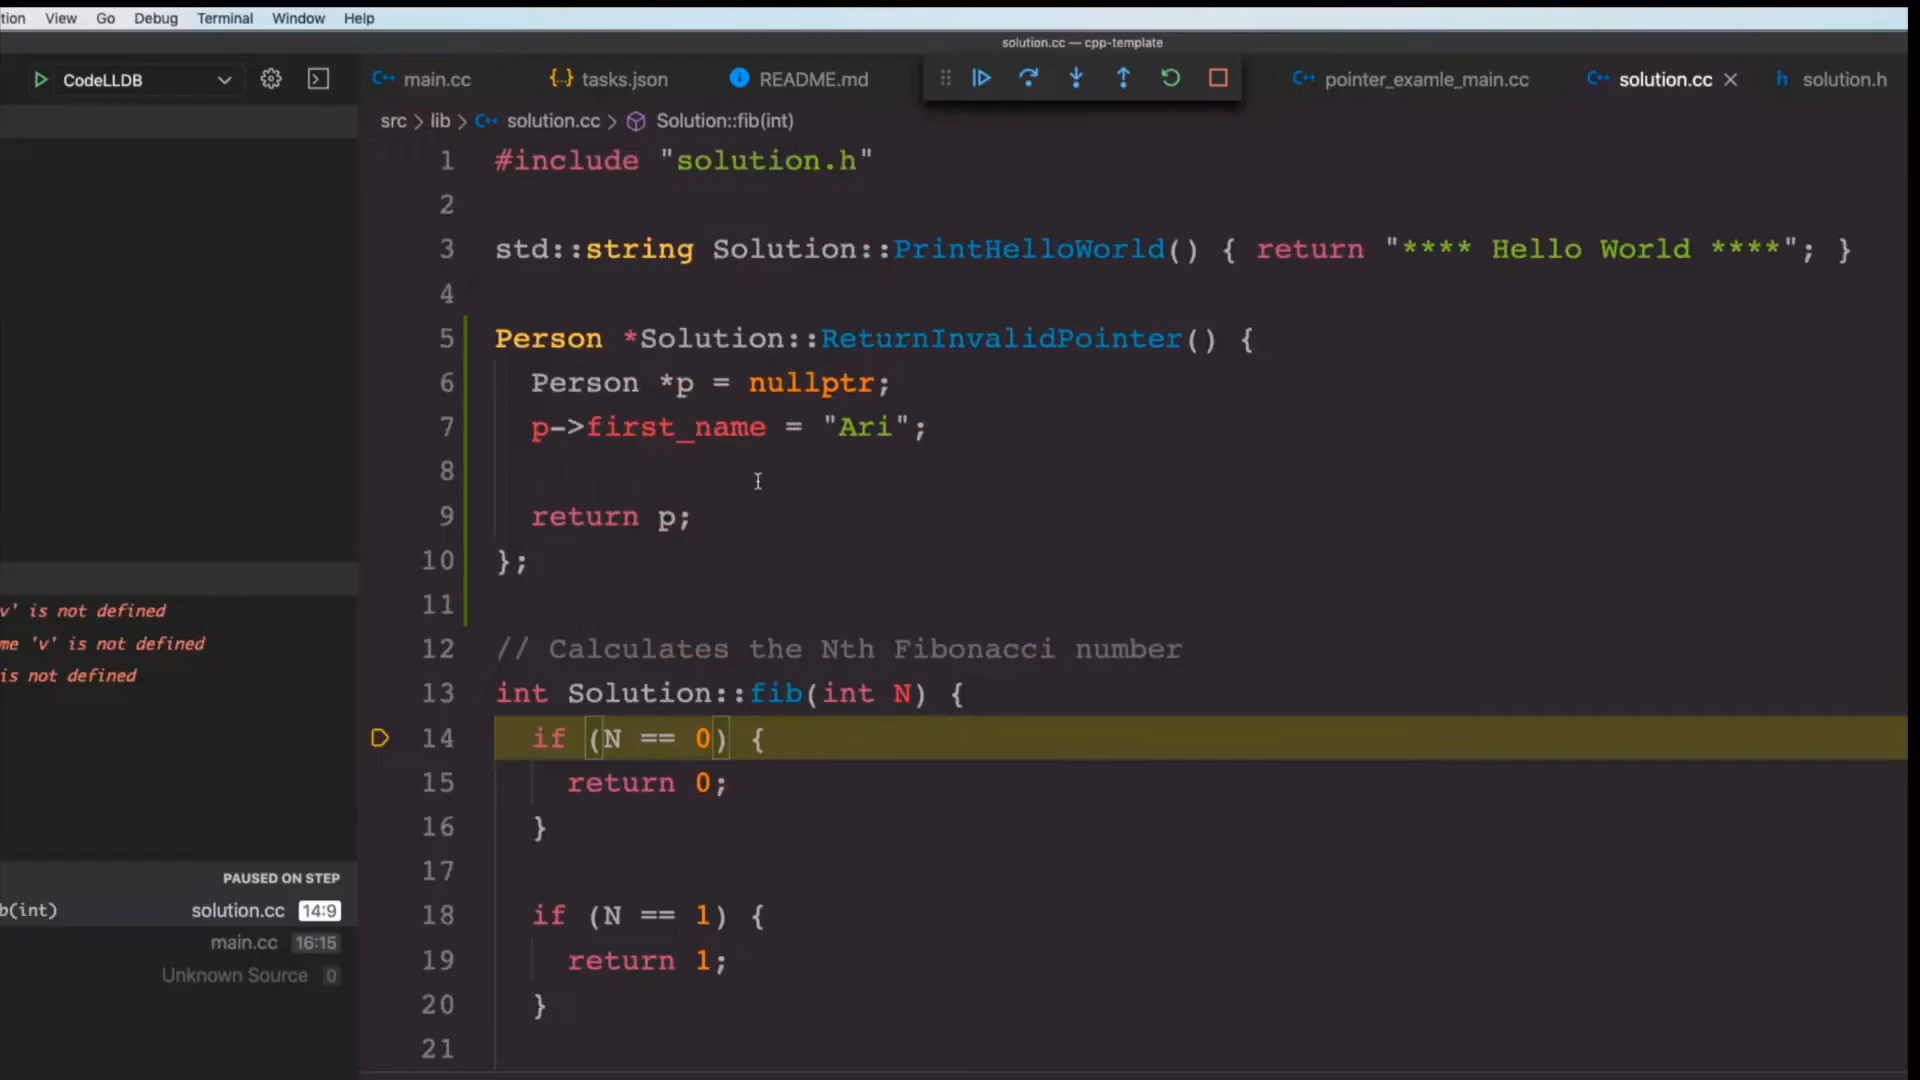 tion View Go Debug Terminal Window Help
solution.cc — cpp-template
CodeLLDB
main.cc {..} tasks.json README.md pointer_examle_main.cc solution.cc solution.h
src > lib > solution.cc > Solution::fib(int)
1 #include "solution.h"
2
3 std::string Solution::PrintHelloWorld() { return "**** Hello World ****"; }
4
5 Person *Solution::ReturnInvalidPointer() {
6 Person *p = nullptr;
7 p->first_name = "Ari";
8
9 return p;
10 };
11
12 // Calculates the Nth Fibonacci number
13 int Solution::fib(int N) {
14 if (N == 0) {
15 return 0;
16 }
17
18 if (N == 1) {
19 return 1;
20 }
21
v' is not defined
me 'v' is not defined
is not defined
PAUSED ON STEP
b(int) solution.cc 14:9
main.cc 16:15
Unknown Source 0